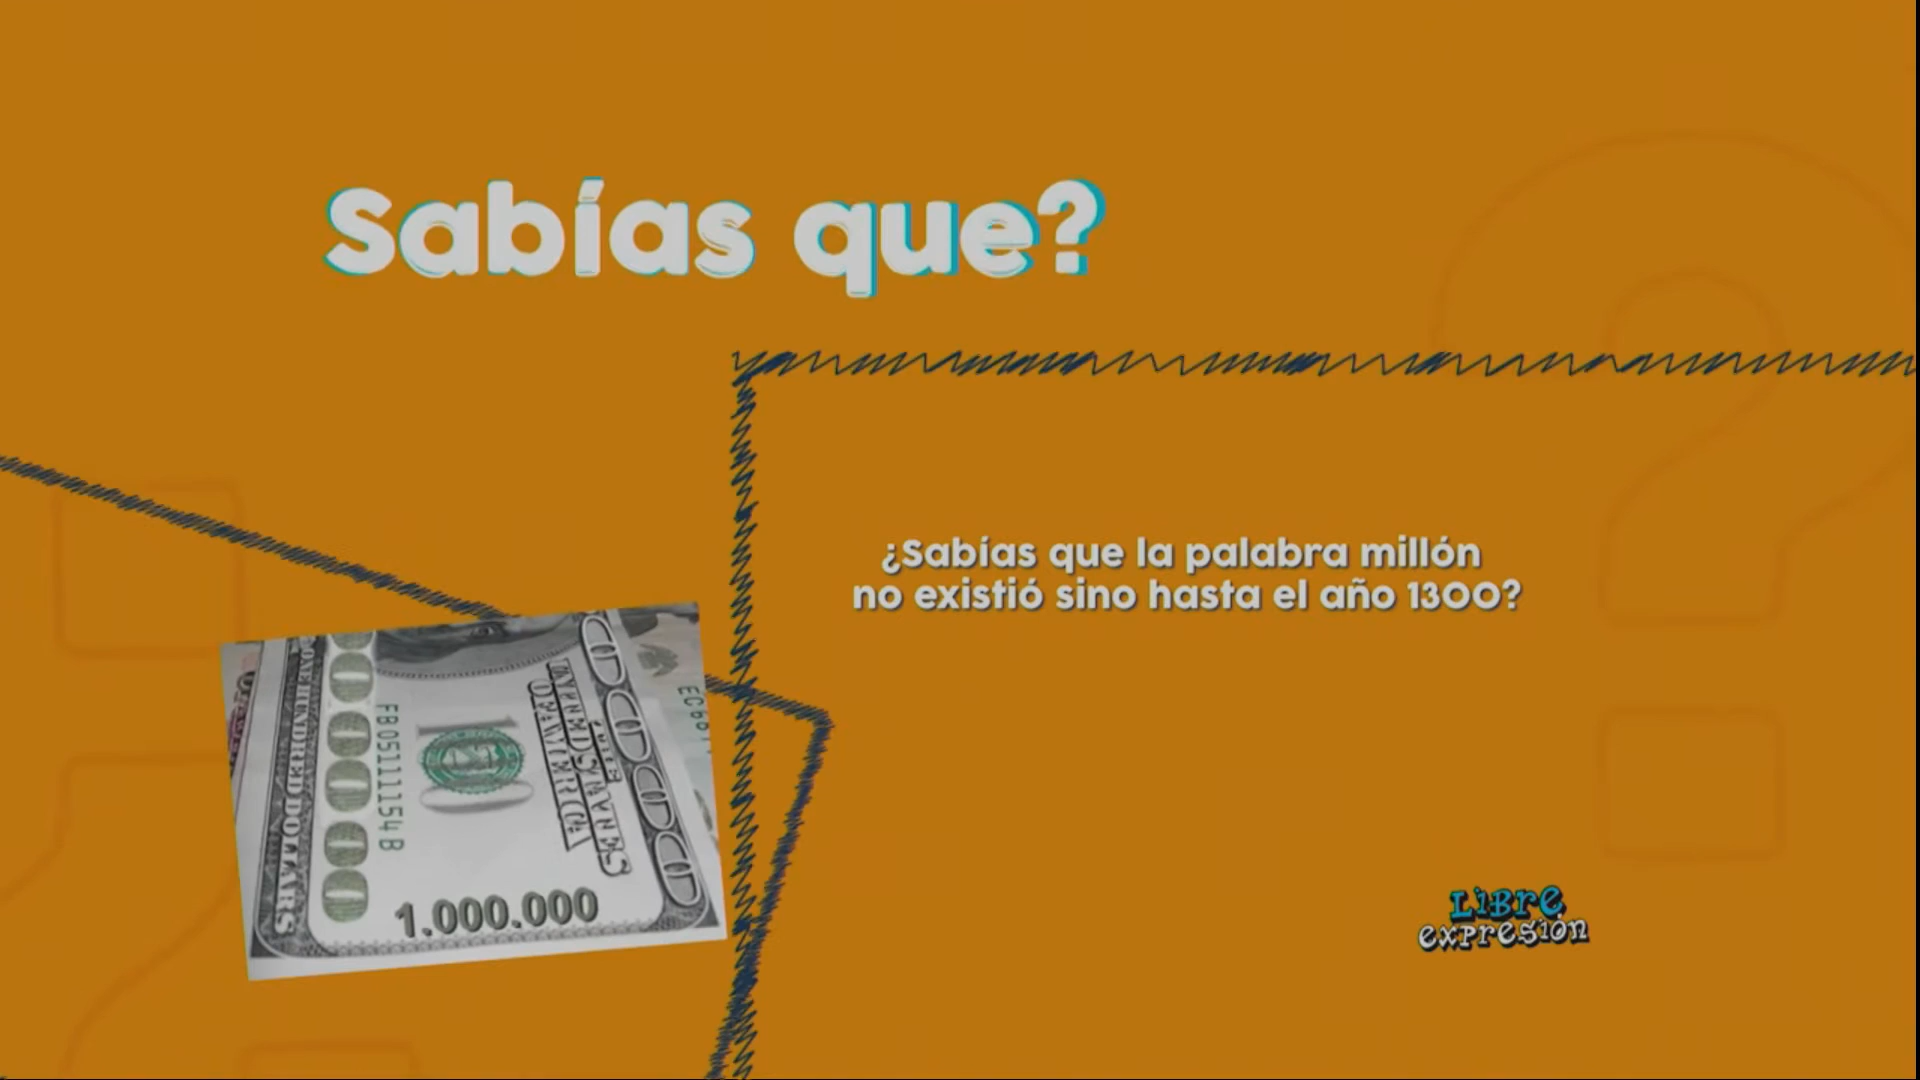 Sabías que?
¿Sabías que la palabra millón
no existió sino hasta el año 1300?
FB05111154B
1.000.000
LiBre
expresión